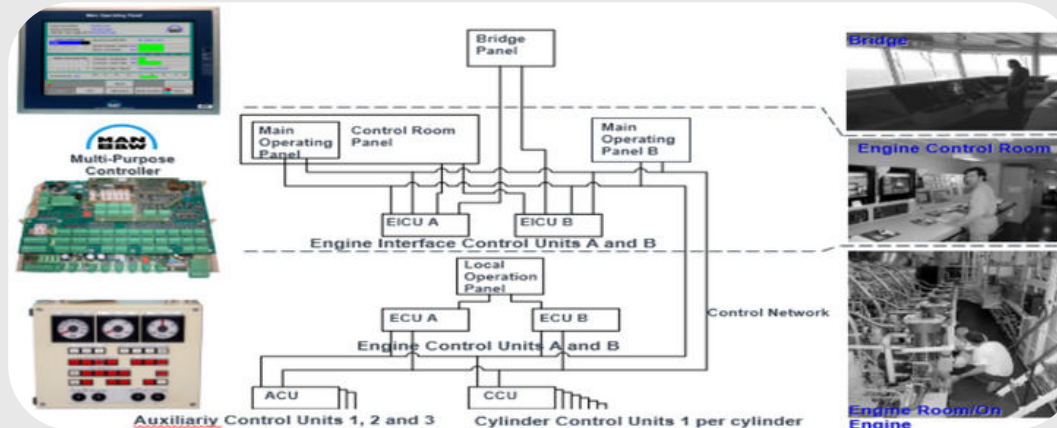 Bridge
Panel
Bridge
Main
Operating
Panel
Control Room
Panel
Main
Operating
Panel B
Engine Control Room
MAN
B&W
Multi-Purpose
Controller
EICU A
EICU B
Engine Interface Control Units A and B
Local
Operation
Panel
ECU A
ECU B
Control Network
Engine Control Units A and B
ACU
CCU
Auxiliariy Control Units 1, 2 and 3
Cylinder Control Units 1 per cylinder
Engine Room/On
Engine